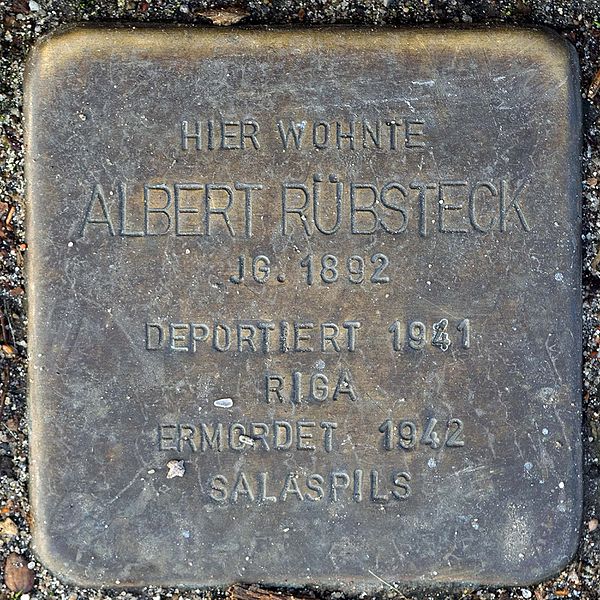 HIER WOHNTE
ALBERT RÜBSTECK
JG. 1892
DEPORTIERT 1941
RIGA
ERMORDET 1942
SALASPILS